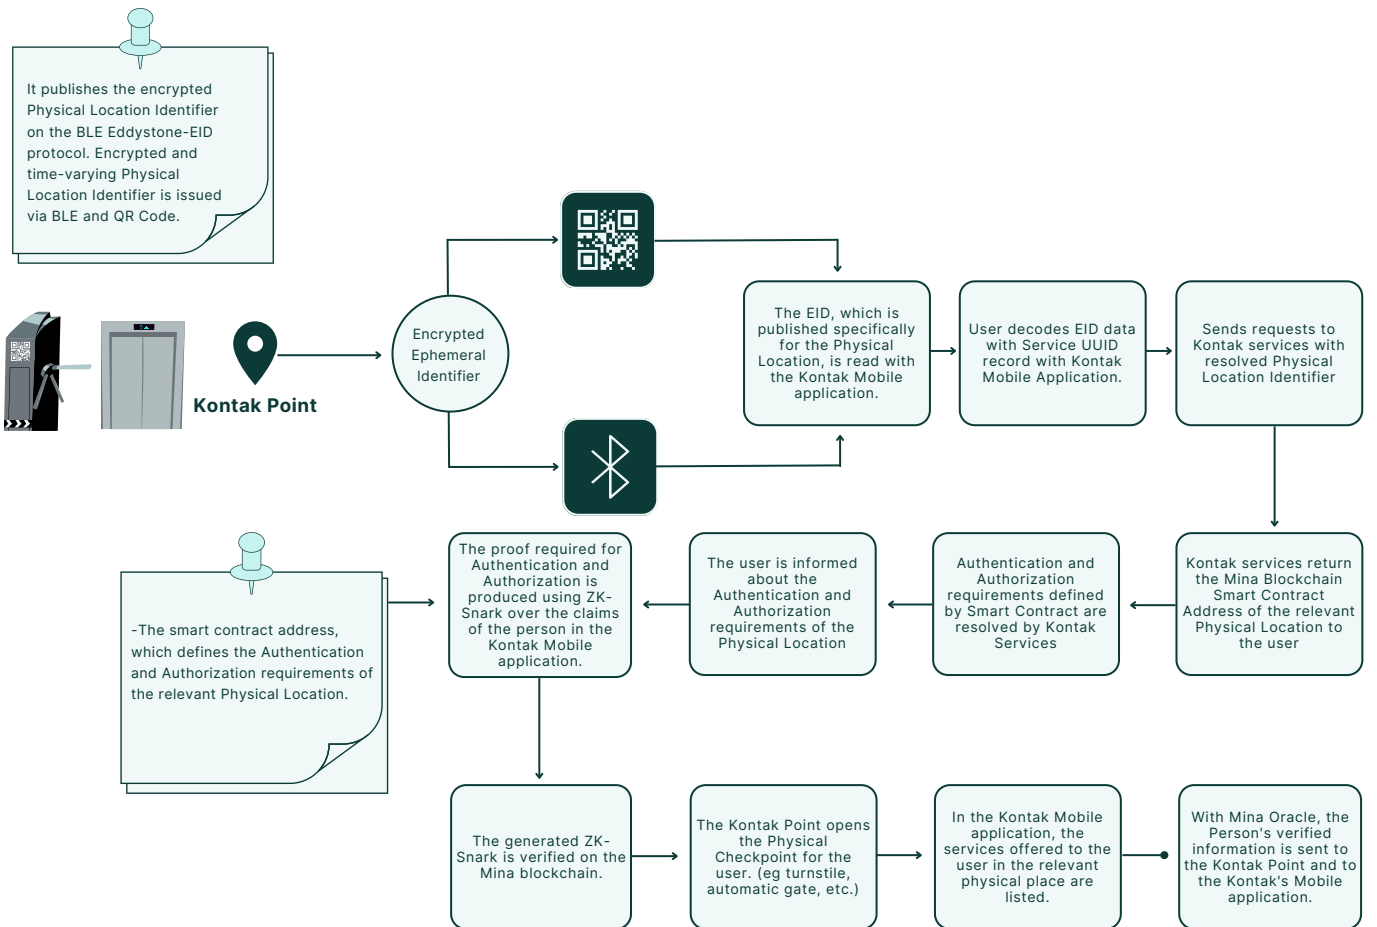 It publishes the encrypted
Physical Location Identifier
on the BLE Eddystone-EID
protocol. Encrypted and
time-varying Physical
Location Identifier is issued
via BLE and QR Code.
Kontak Point
Encrypted
Ephemeral
Identifier
The EID, which is
published specifically
for the Physical
Location, is read with
the Kontak Mobile
application.
User decodes EID data
with Service UUID
record with Kontak
Mobile Application.
Sends requests to
Kontak services with
resolved Physical
Location Identifier
Kontak services return
the Mina Blockchain
Smart Contract
Address of the relevant
Physical Location to
the user
Authentication and
Authorization
requirements defined
by Smart Contract are
resolved by Kontak
Services
The user is informed
about the
Authentication and
Authorization
requirements of the
Physical Location
The proof required for
Authentication and
Authorization is
produced using ZK-
Snark over the claims
of the person in the
Kontak Mobile
application.
-The smart contract address,
which defines the Authentication
and Authorization requirements of
the relevant Physical Location.
The generated ZK-
Snark is verified on the
Mina blockchain.
The Kontak Point opens
the Physical
Checkpoint for the
user. (eg turnstile,
automatic gate, etc.)
In the Kontak Mobile
application, the
services offered to the
user in the relevant
physical place are
listed.
With Mina Oracle, the
Person's verified
information is sent to
the Kontak Point and to
the Kontak's Mobile
application.